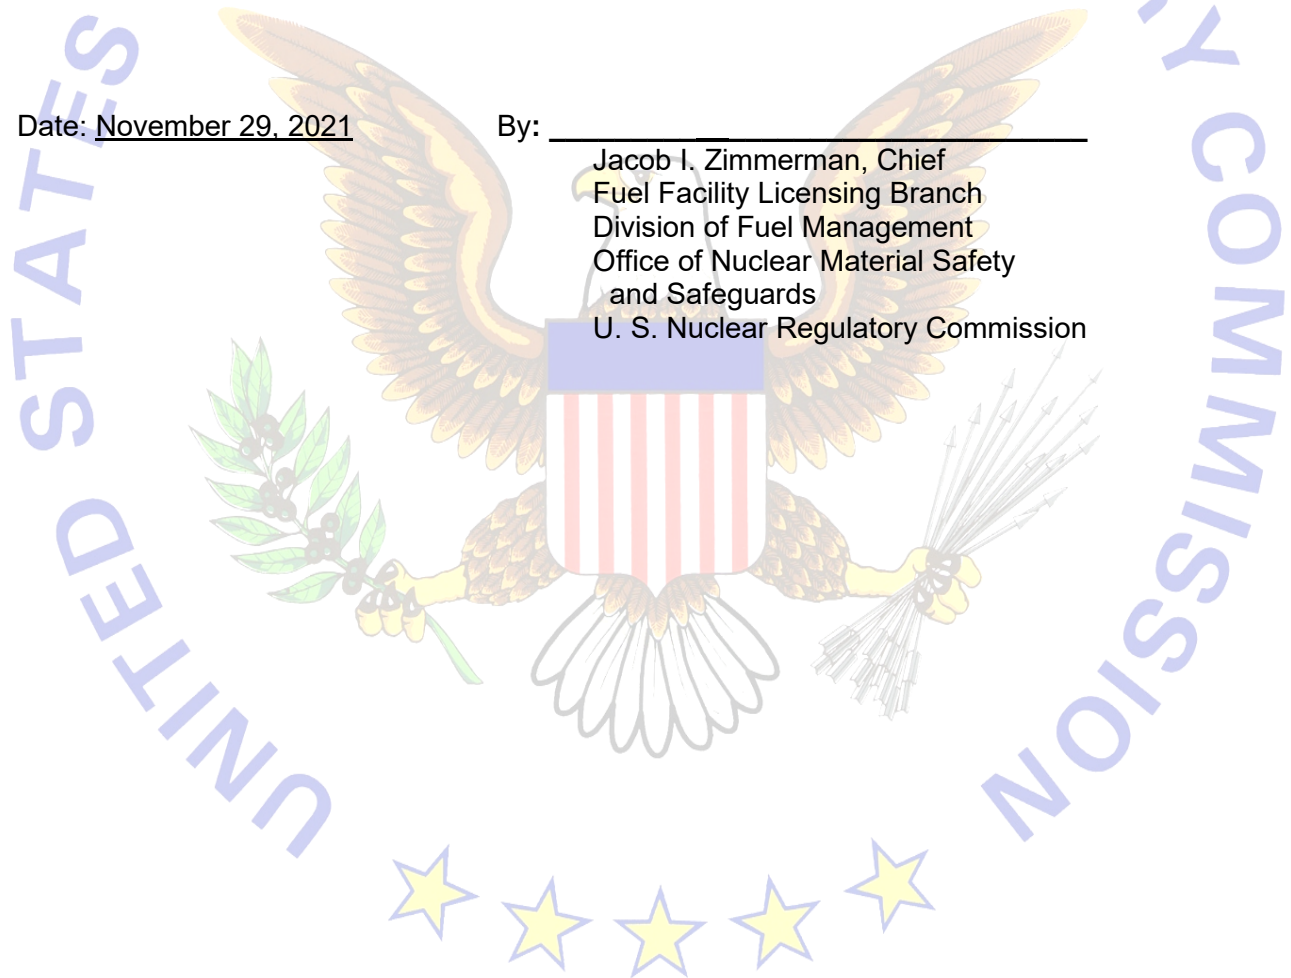 Date: November 29, 2021 By: ______________________________
Jacob I. Zimmerman, Chief
Fuel Facility Licensing Branch
Division of Fuel Management
Office of Nuclear Material Safety
and Safeguards
U. S. Nuclear Regulatory Commission
UNITED STATES
Y COMMISSION